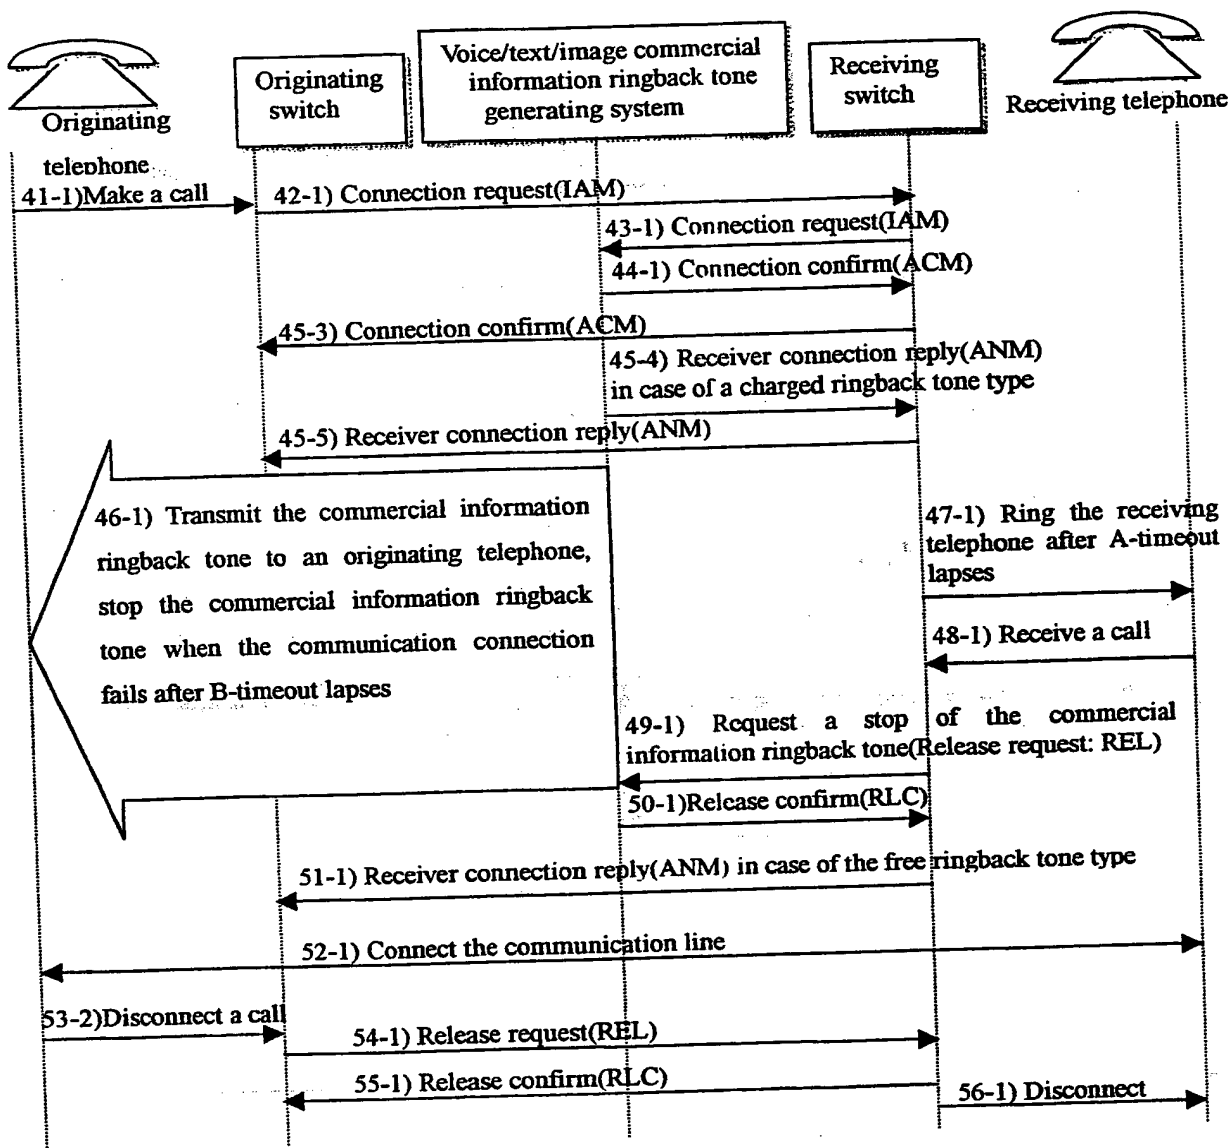 Originating
telephone
Originating
switch
Voice/text/image commercial
information ringback tone
generating system
Receiving
switch
Receiving telephone
41-1)Make a call
42-1) Connection request(IAM)
43-1) Connection request(IAM)
44-1) Connection confirm(ACM)
45-3) Connection confirm(ACM)
45-4) Receiver connection reply(ANM)
in case of a charged ringback tone type
45-5) Receiver connection reply(ANM)
46-1) Transmit the commercial information
ringback tone to an originating telephone,
stop the commercial information ringback
tone when the communication connection
fails after B-timeout lapses
47-1) Ring the receiving
telephone after A-timeout
lapses
48-1) Receive a call
49-1) Request a stop of the commercial
information ringback tone(Release request: REL)
50-1)Release confirm(RLC)
51-1) Receiver connection reply(ANM) in case of the free ringback tone type
52-1) Connect the communication line
53-2)Disconnect a call
54-1) Release request(REL)
55-1) Release confirm(RLC)
56-1) Disconnect